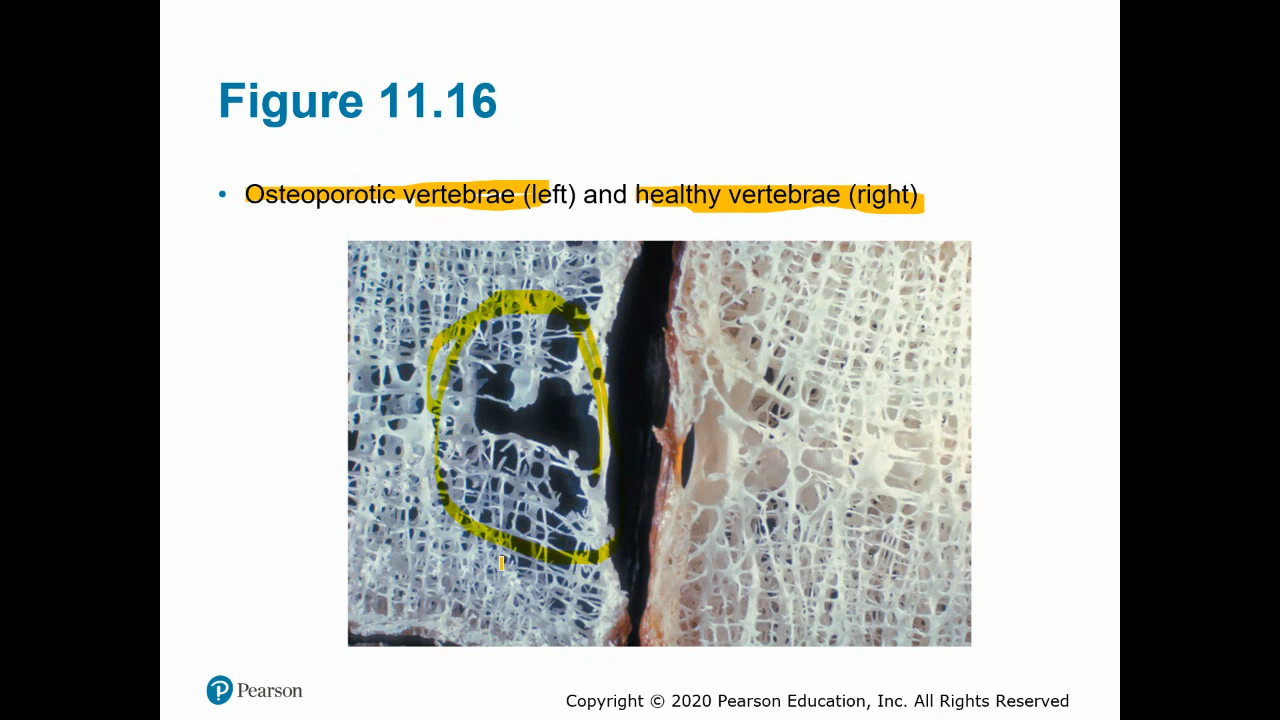 Figure 11.16
• Osteoporotic vertebrae (left) and healthy vertebrae (right)
Pearson
Copyright © 2020 Pearson Education, Inc. All Rights Reserved